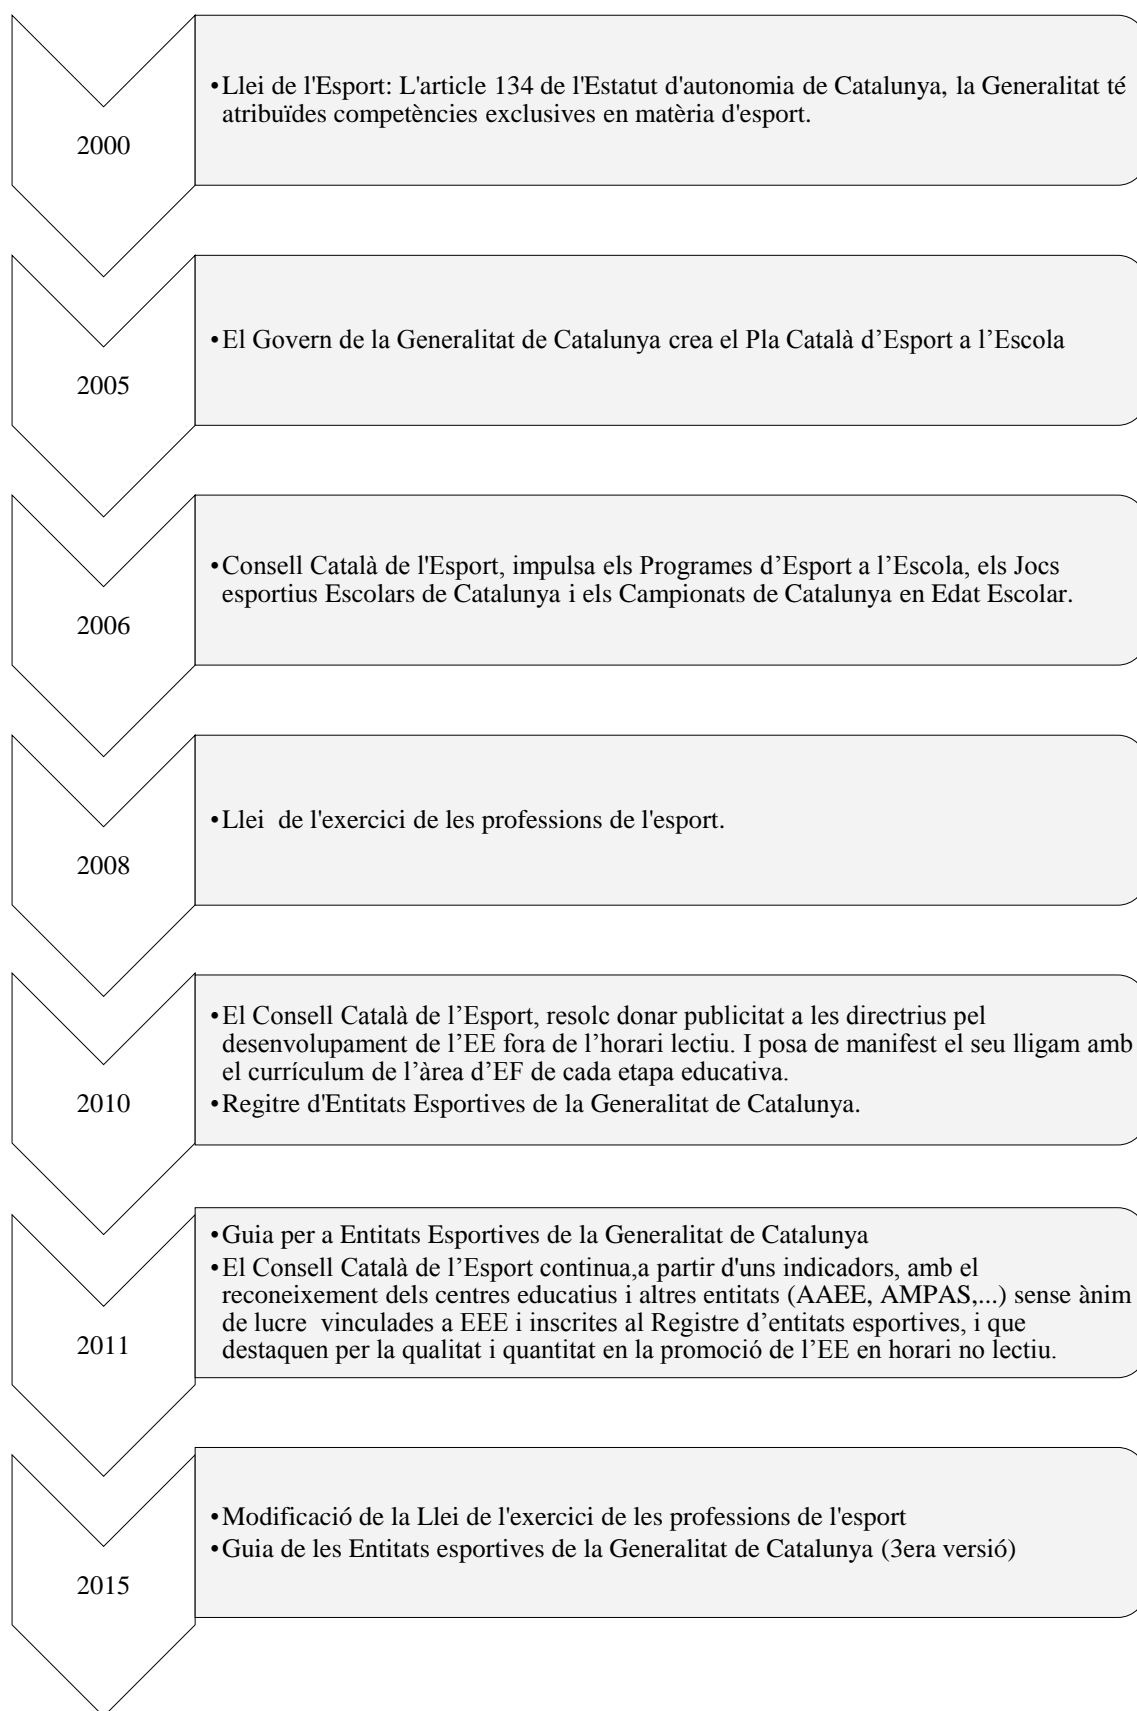 2000
•Llei de l'Esport: L'article 134 de l'Estatut d'autonomia de Catalunya, la Generalitat té
atribuïdes competències exclusives en matèria d'esport.
2005
•El Govern de la Generalitat de Catalunya crea el Pla Català d’Esport a l’Escola
2006
•Consell Català de l'Esport, impulsa els Programes d’Esport a l’Escola, els Jocs
esportius Escolars de Catalunya i els Campionats de Catalunya en Edat Escolar.
2008
•Llei  de l'exercici de les professions de l'esport.
2010
•El Consell Català de l’Esport, resolc donar publicitat a les directrius pel
desenvolupament de l’EE fora de l’horari lectiu. I posa de manifest el seu lligam amb
el currículum de l’àrea d’EF de cada etapa educativa.
•Regitre d'Entitats Esportives de la Generalitat de Catalunya.
2011
•Guia per a Entitats Esportives de la Generalitat de Catalunya
•El Consell Català de l’Esport continua,a partir d'uns indicadors, amb el
reconeixement dels centres educatius i altres entitats (AAEE, AMPAS,...) sense ànim
de lucre  vinculades a EEE i inscrites al Registre d’entitats esportives, i que
destaquen per la qualitat i quantitat en la promoció de l’EE en horari no lectiu.
2015
•Modificació de la Llei de l'exercici de les professions de l'esport
•Guia de les Entitats esportives de la Generalitat de Catalunya (3era versió)